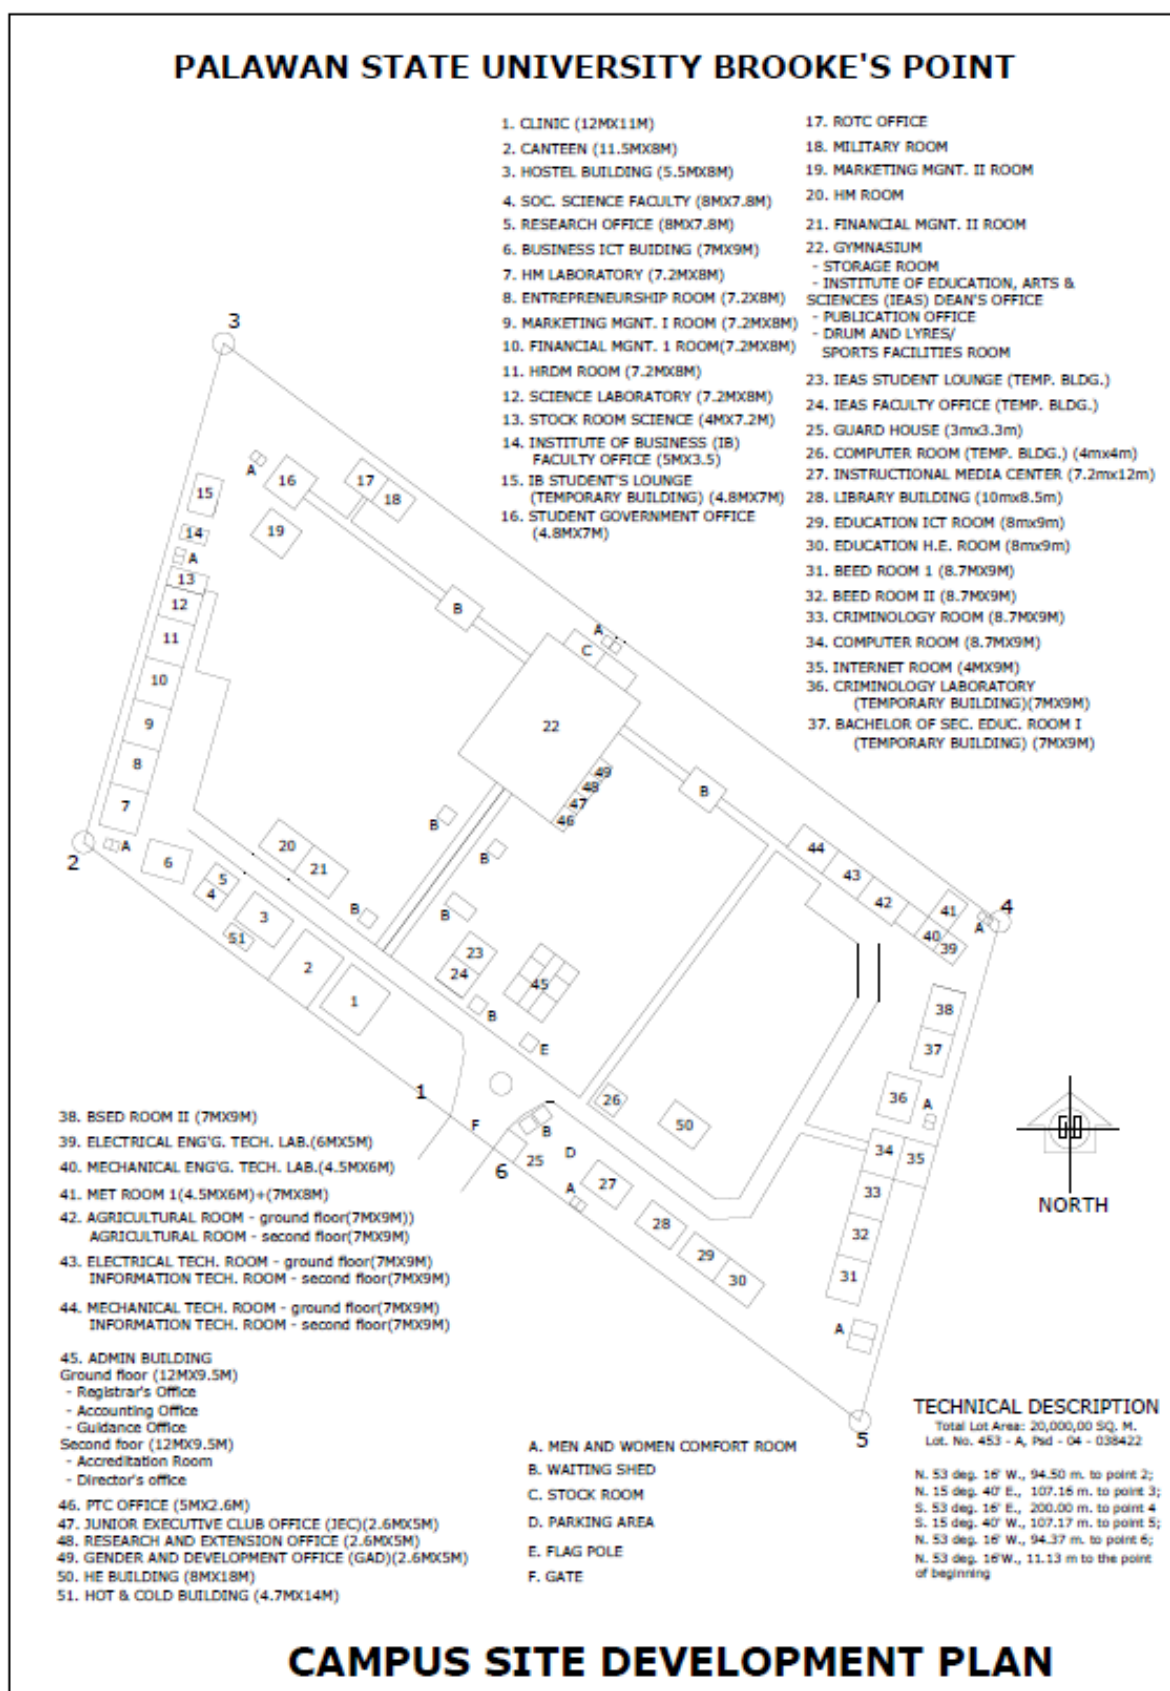 PALAWAN STATE UNIVERSITY BROOKE'S POINT
1. CLINIC (12MX11M)
2. CANTEEN (11.5MX8M)
3. HOSTEL BUILDING (5.5MX8M)
4. SOC. SCIENCE FACULTY (8MX7.8M)
5. RESEARCH OFFICE (8MX7.8M)
6. BUSINESS ICT BUIDING (7MX9M)
7. HM LABORATORY (7.2MX8M)
8. ENTREPRENEURSHIP ROOM (7.2X8M)
9. MARKETING MGNT. I ROOM (7.2MX8M)
10. FINANCIAL MGNT. 1 ROOM(7.2MX8M)
11. HRDM ROOM (7.2MX8M)
12. SCIENCE LABORATORY (7.2MX8M)
13. STOCK ROOM SCIENCE (4MX7.2M)
14. INSTITUTE OF BUSINESS (IB)
FACULTY OFFICE (5MX3.5)
15. IB STUDENT'S LOUNGE
(TEMPORARY BUILDING) (4.8MX7M)
16. STUDENT GOVERNMENT OFFICE
(4.8MX7M)
17. ROTC OFFICE
18. MILITARY ROOM
19. MARKETING MGNT. II ROOM
20. HM ROOM
21. FINANCIAL MGNT. II ROOM
22. GYMNASIUM
- STORAGE ROOM
- INSTITUTE OF EDUCATION, ARTS &
SCIENCES (IEAS) DEAN'S OFFICE
- PUBLICATION OFFICE
- DRUM AND LYRES/
SPORTS FACILITIES ROOM
23. IEAS STUDENT LOUNGE (TEMP. BLDG.)
24. IEAS FACULTY OFFICE (TEMP. BLDG.)
25. GUARD HOUSE (3mx3.3m)
26. COMPUTER ROOM (TEMP. BLDG.) (4mx4m)
27. INSTRUCTIONAL MEDIA CENTER (7.2mx12m)
28. LIBRARY BUILDING (10mx8.5m)
29. EDUCATION ICT ROOM (8mx9m)
30. EDUCATION H.E. ROOM (8mx9m)
31. BEED ROOM 1 (8.7MX9M)
32. BEED ROOM II (8.7MX9M)
33. CRIMINOLOGY ROOM (8.7MX9M)
34. COMPUTER ROOM (8.7MX9M)
35. INTERNET ROOM (4MX9M)
36. CRIMINOLOGY LABORATORY
(TEMPORARY BUILDING)(7MX9M)
37. BACHELOR OF SEC. EDUC. ROOM I
(TEMPORARY BUILDING) (7MX9M)
3
A
16
17
18
15
19
14
A
13
12
B
11
A
C
10
22
9
8
49
48
47
46
B
7
B
2
A
6
20
21
B
44
43
42
41
4
5
4
B
B
40
39
A
3
51
23
24
2
45
1
B
38
E
37
1
26
36
A
F
B
50
6
25
D
34
35
A
27
33
28
32
29
30
31
A
5
NORTH
38. BSED ROOM II (7MX9M)
39. ELECTRICAL ENG'G. TECH. LAB.(6MX5M)
40. MECHANICAL ENG'G. TECH. LAB.(4.5MX6M)
41. MET ROOM 1(4.5MX6M)+(7MX8M)
42. AGRICULTURAL ROOM - ground floor(7MX9M))
AGRICULTURAL ROOM - second floor(7MX9M)
43. ELECTRICAL TECH. ROOM - ground floor(7MX9M)
INFORMATION TECH. ROOM - second floor(7MX9M)
44. MECHANICAL TECH. ROOM - ground floor(7MX9M)
INFORMATION TECH. ROOM - second floor(7MX9M)
45. ADMIN BUILDING
Ground floor (12MX9.5M)
- Registrar's Office
- Accounting Office
- Guidance Office
Second foor (12MX9.5M)
- Accreditation Room
- Director's office
46. PTC OFFICE (5MX2.6M)
47. JUNIOR EXECUTIVE CLUB OFFICE (JEC)(2.6MX5M)
48. RESEARCH AND EXTENSION OFFICE (2.6MX5M)
49. GENDER AND DEVELOPMENT OFFICE (GAD)(2.6MX5M)
50. HE BUILDING (8MX18M)
51. HOT & COLD BUILDING (4.7MX14M)
A. MEN AND WOMEN COMFORT ROOM
B. WAITING SHED
C. STOCK ROOM
D. PARKING AREA
E. FLAG POLE
F. GATE
TECHNICAL DESCRIPTION
Total Lot Area: 20,000,00 SQ. M.
Lot. No. 453 - A, Psd - 04 - 038422
N. 53 deg. 16' W., 94.50 m. to point 2;
N. 15 deg. 40' E., 107.16 m. to point 3;
S. 53 deg. 16' E., 200.00 m. to point 4
S. 15 deg. 40' W., 107.17 m. to point 5;
N. 53 deg. 16' W., 94.37 m. to point 6;
N. 53 deg. 16'W., 11.13 m to the point
of beginning
CAMPUS SITE DEVELOPMENT PLAN